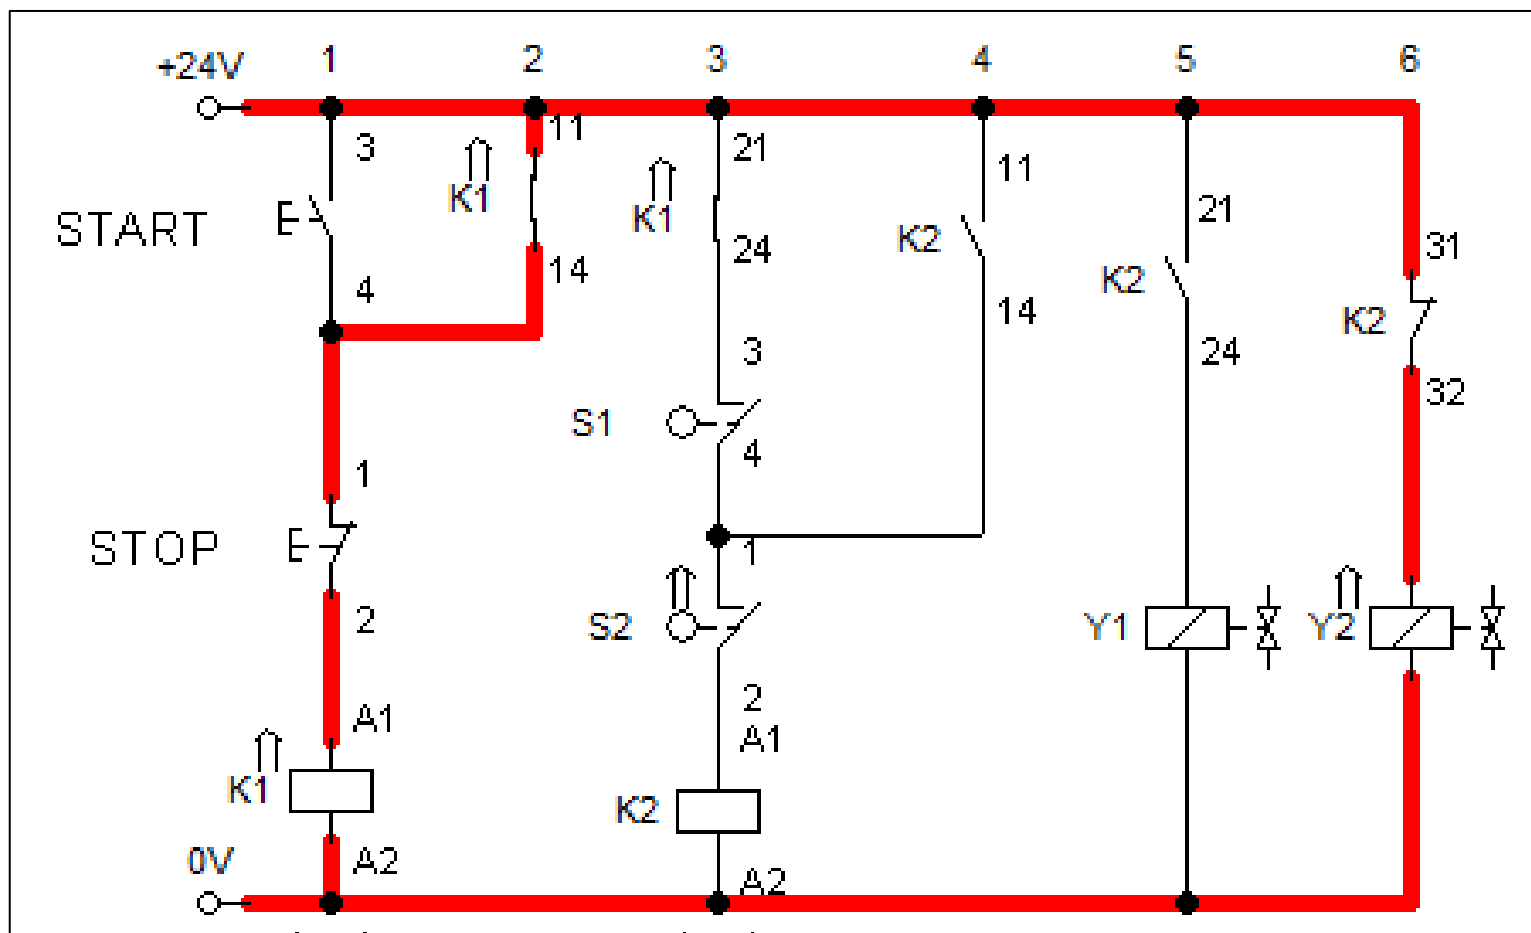 +24V 1 2 3 4 5 6
3 11 21 11
K1 K1 21
START K2 31
4 14 24 14 K2 K2
3 24
S1 32
1 4
STOP 1
2 S2 Y1 Y2
A1 2
A1
K1 K2
0V A2 A2